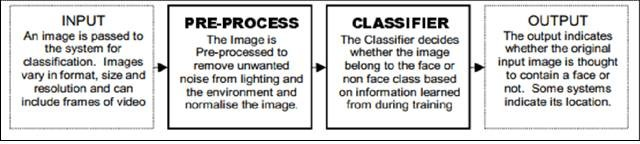 INPUT
An image is passed to
the system for
classification. Images
vary in format, size and
resolution and can
include frames of video
PRE-PROCESS
The Image is
Pre-processed to
remove unwanted
noise from lighting and
the environment and
normalise the image.
CLASSIFIER
The Classifier decides
whether the image
belong to the face or
non face class based
on information learned
from during training
OUTPUT
The output indicates
whether the original
input image is thought
to contain a face or
not. Some systems
indicate its location.